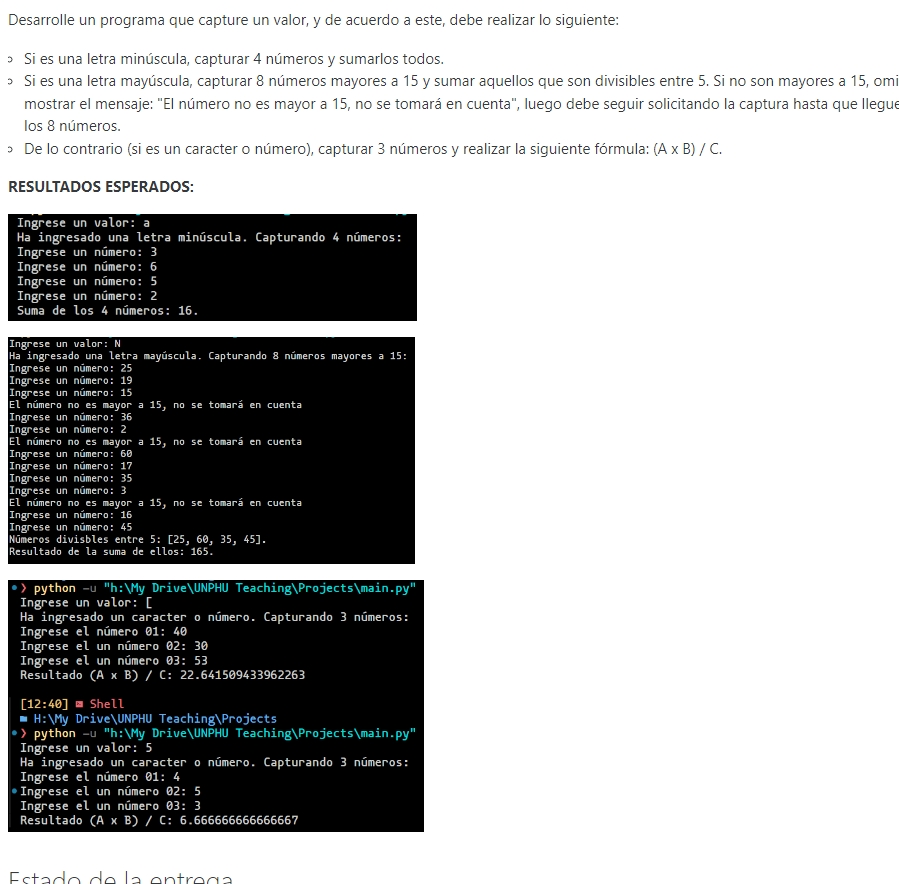 Desarrolle un programa que capture un valor, y de acuerdo a este, debe realizar lo siguiente:
Si es una letra minúscula, capturar 4 números y sumarlos todos.
Si es una letra mayúscula, capturar 8 números mayores a 15 y sumar aquellos que son divisibles entre 5. Si no son mayores a 15, omi
mostrar el mensaje: "El número no es mayor a 15, no se tomará en cuenta", luego debe seguir solicitando la captura hasta que llegue
los 8 números.
De lo contrario (si es un caracter o número), capturar 3 números y realizar la siguiente fórmula: (A x B) / C.
RESULTADOS ESPERADOS:
Ingrese un valor: a
Ha ingresado una letra minúscula. Capturando 4 números:
Ingrese un número: 3
Ingrese un número: 6
Ingrese un número: 5
Ingrese un número: 2
Suma de los 4 números: 16.
Ingrese un valor: N
Ha ingresado una letra mayúscula. Capturando 8 números mayores a 15:
Ingrese un número: 25
Ingrese un número: 19
Ingrese un número: 15
El número no es mayor a 15, no se tomará en cuenta
Ingrese un número: 36
Ingrese un número: 2
El número no es mayor a 15, no se tomará en cuenta
Ingrese un número: 60
Ingrese un número: 17
Ingrese un número: 35
Ingrese un número: 3
El número no es mayor a 15, no se tomará en cuenta
Ingrese un número: 16
Ingrese un número: 45
Números divisbles entre 5: [25, 60, 35, 45].
Resultado de la suma de ellos: 165.
❯ python -u "h:\My Drive\UNPHU Teaching\Projects\main.py"
Ingrese un valor: [
Ha ingresado un caracter o número. Capturando 3 números:
Ingrese el número 01: 40
Ingrese el un número 02: 30
Ingrese el un número 03: 53
Resultado (A x B) / C: 22.641509433962263
[12:40] Shell
H:\My Drive\UNPHU Teaching\Projects
❯ python -u "h:\My Drive\UNPHU Teaching\Projects\main.py"
Ingrese un valor: 5
Ha ingresado un caracter o número. Capturando 3 números:
Ingrese el número 01: 4
Ingrese el un número 02: 5
Ingrese el un número 03: 3
Resultado (A x B) / C: 6.666666666666667
Estado de la entrega